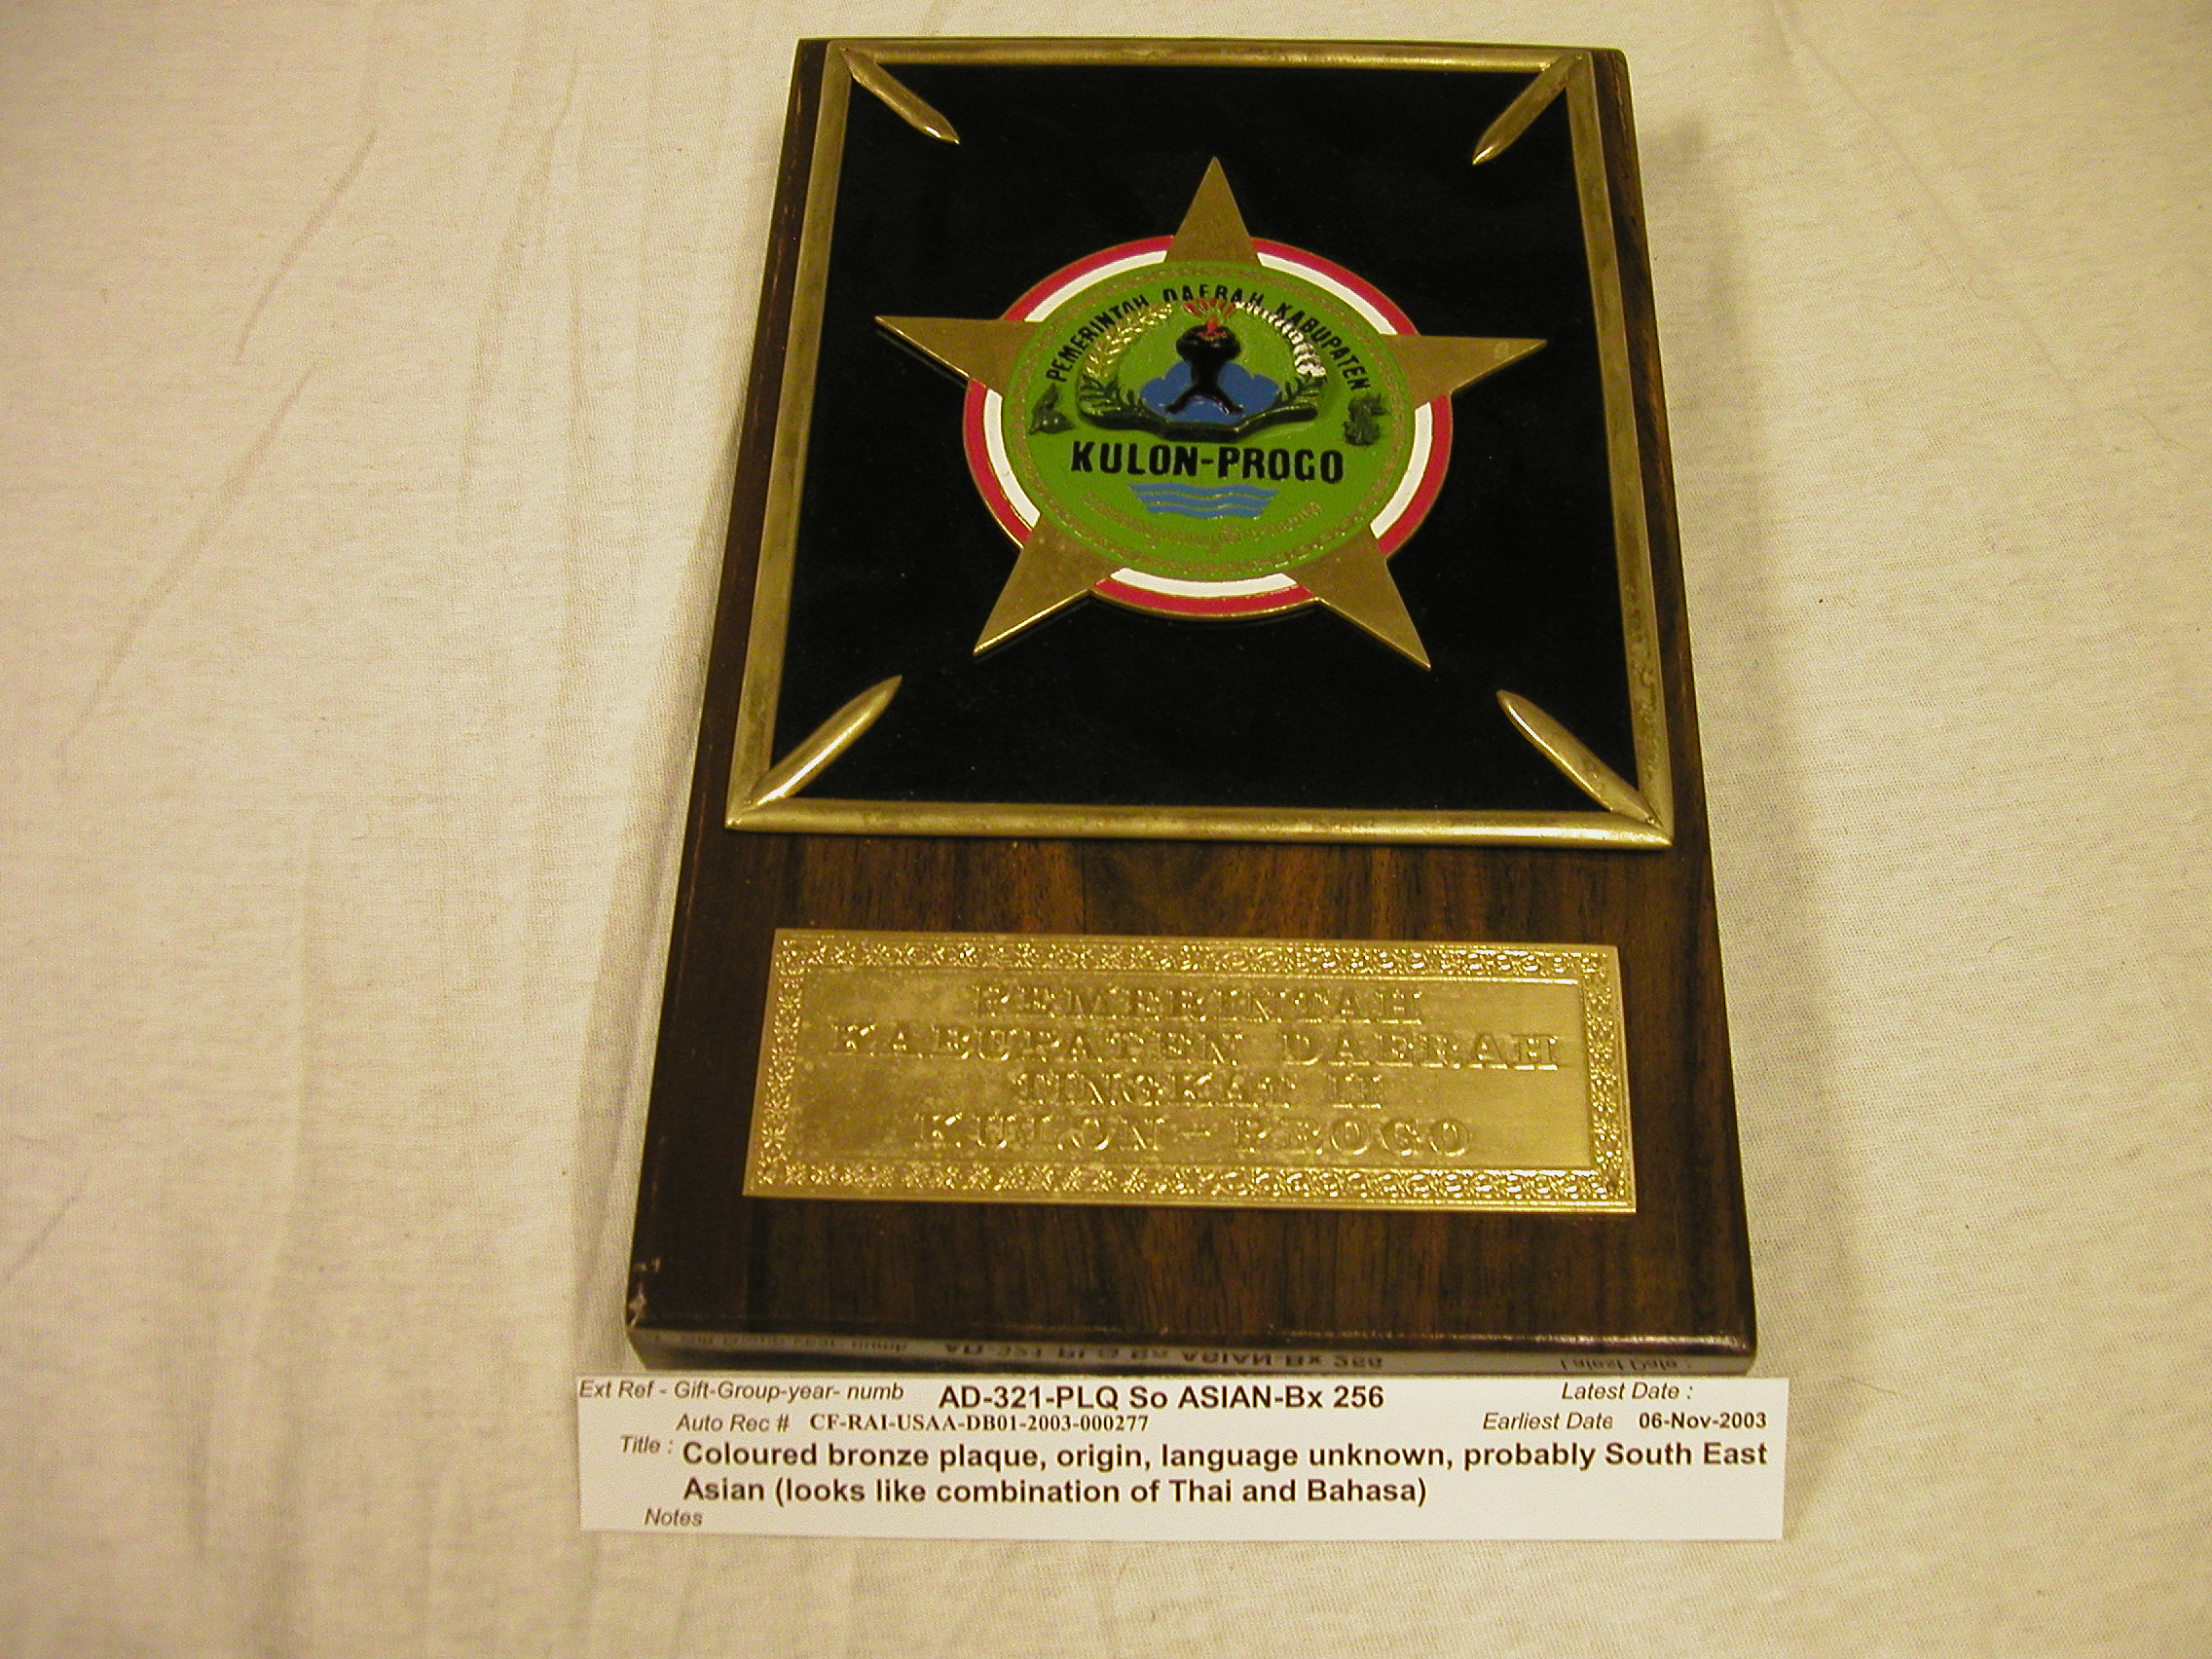 PEMERINTAH DAERAH KABUPATEN
KULON-PROGO
PEMERINTAH
KABUPATEN DAERAH
TINGKAT II
KULON-PROGO
Ext Ref - Gift-Group-year- numb AD-321-PLQ So ASIAN-Bx 256 Latest Date :
Auto Rec # CF-RAI-USAA-DB01-2003-000277 Earliest Date 06-Nov-2003
Title : Coloured bronze plaque, origin, language unknown, probably South East
Asian (looks like combination of Thai and Bahasa)
Notes